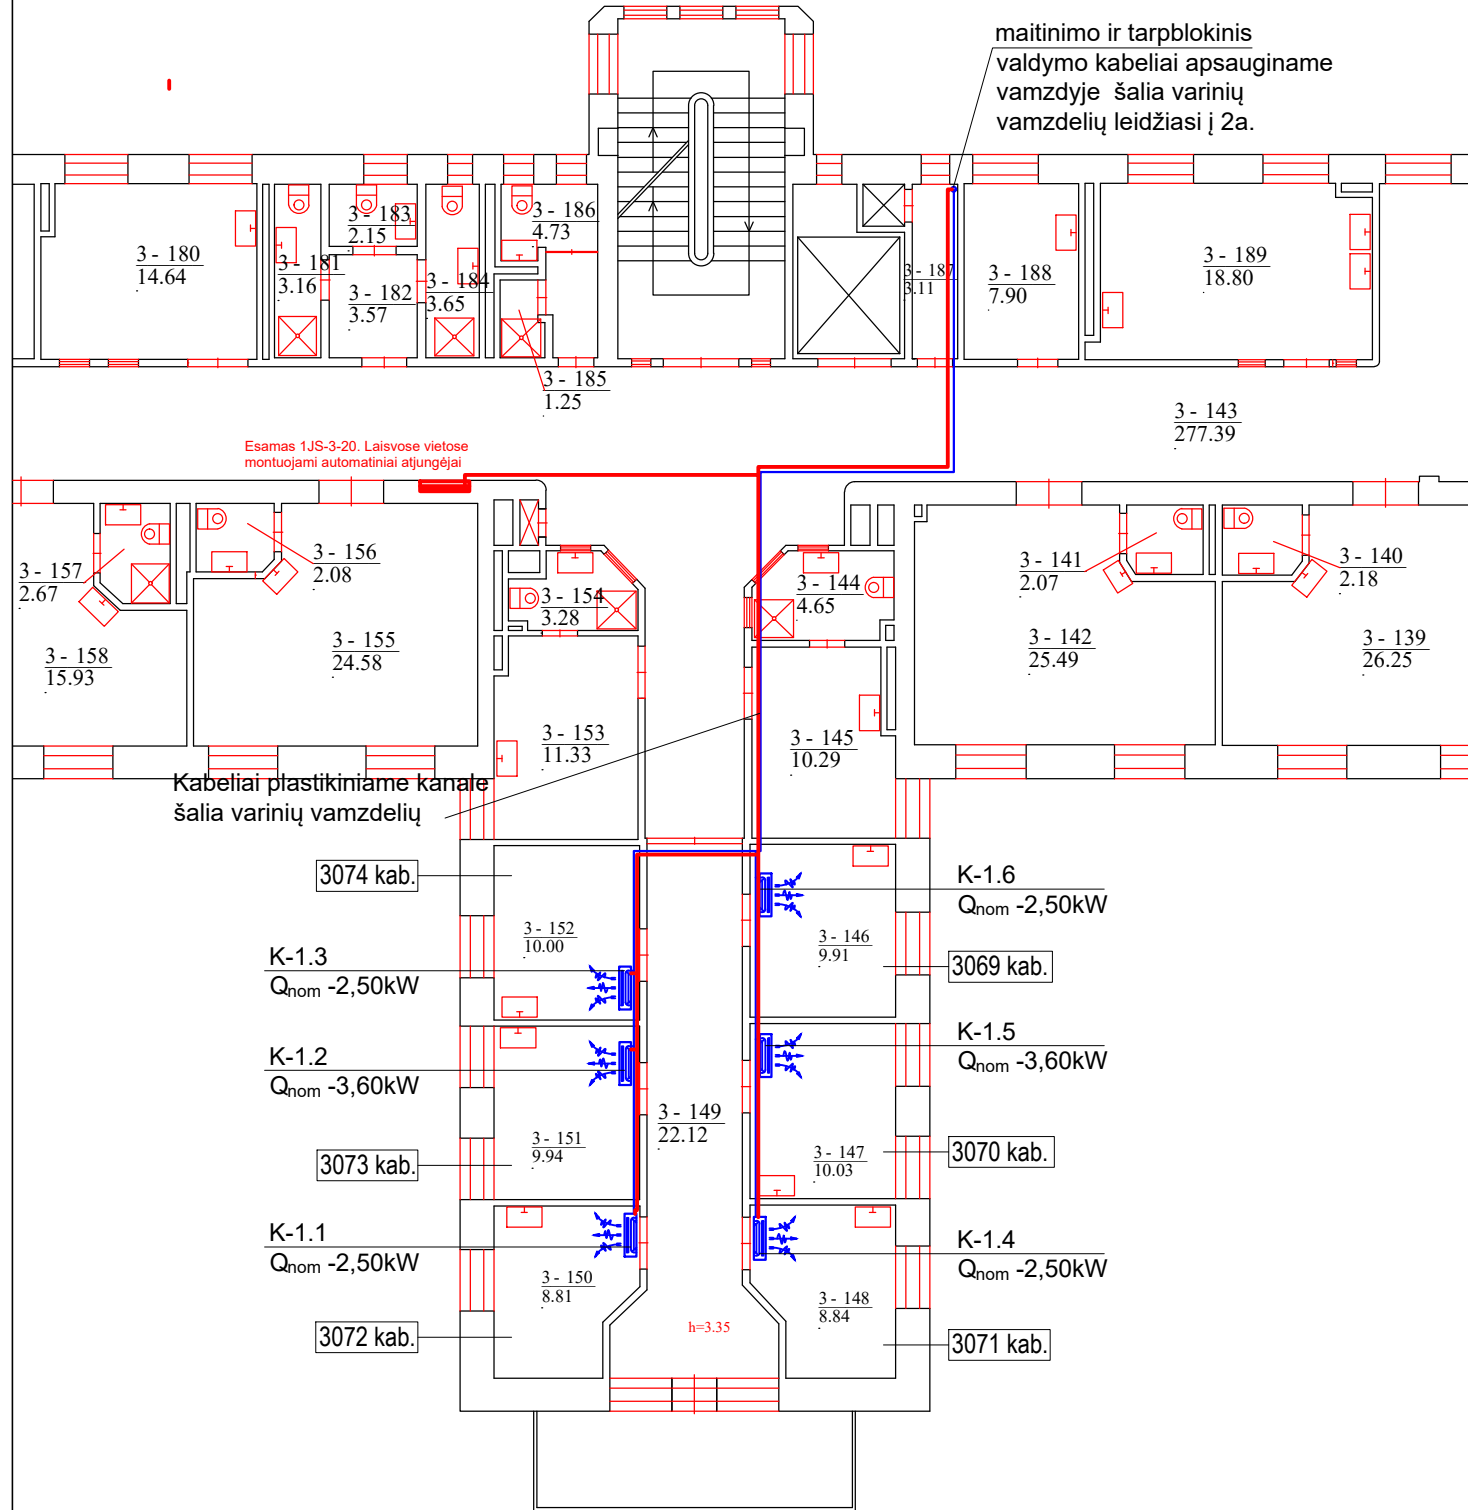 maitinimo ir tarpblokinis
valdymo kabeliai apsauginame
vamzdyje šalia varinių
vamzdelių leidžiasi į 2a.
3 - 180
14.64
3 - 181
3.16
3 - 183
2.15
3 - 182
3.57
3 - 184
3.65
3 - 186
4.73
3 - 185
1.25
3 - 187
3.11
3 - 188
7.90
3 - 189
18.80
3 - 143
277.39
Esamas 1JS-3-20. Laisvose vietose
montuojami automatiniai atjungėjai
3 - 157
2.67
3 - 156
2.08
3 - 158
15.93
3 - 155
24.58
3 - 154
3.28
3 - 144
4.65
3 - 141
2.07
3 - 140
2.18
3 - 142
25.49
3 - 139
26.25
3 - 153
11.33
3 - 145
10.29
Kabeliai plastikiniame kanale
šalia varinių vamzdelių
3074 kab.
3 - 152
10.00
K-1.3
Qnom -2,50kW
K-1.2
Qnom -3,60kW
3 - 151
9.94
3073 kab.
K-1.1
Qnom -2,50kW
3 - 150
8.81
3072 kab.
3 - 149
22.12
h=3.35
K-1.6
Qnom -2,50kW
3 - 146
9.91
3069 kab.
K-1.5
Qnom -3,60kW
3 - 147
10.03
3070 kab.
K-1.4
Qnom -2,50kW
3 - 148
8.84
3071 kab.